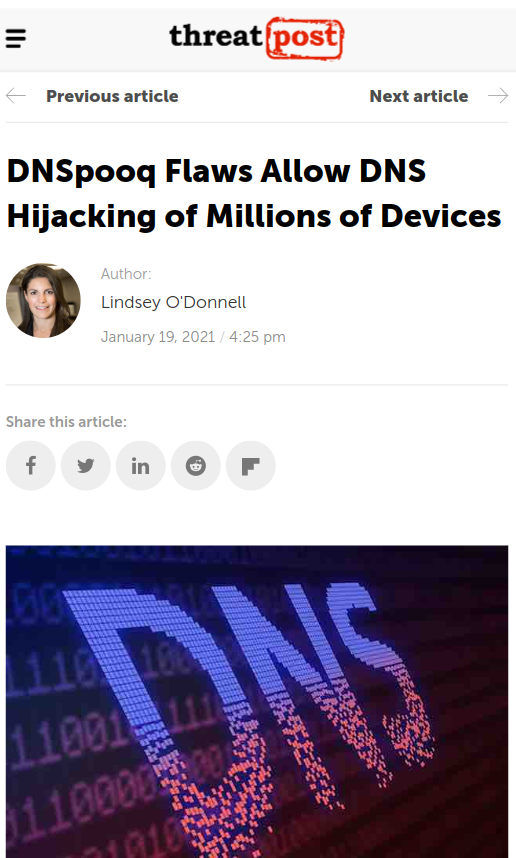 threatpost
Previous article
Next article
DNSpooq Flaws Allow DNS
Hijacking of Millions of Devices
Author:
Lindsey O'Donnell
January 19, 2021 / 4:25 pm
Share this article:
DNS